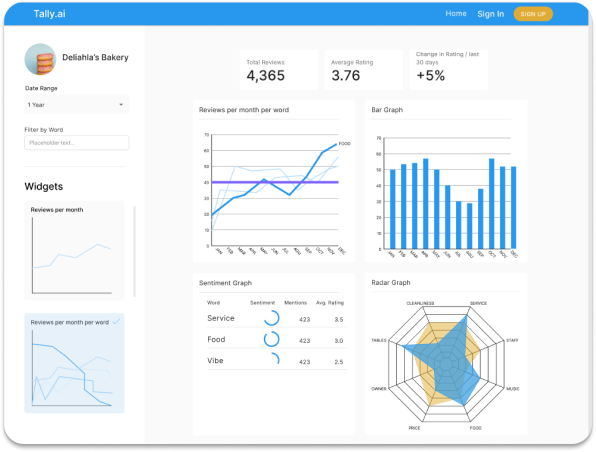 Tally.ai
Home
Sign In
SIGN UP
Deliahla's Bakery
Date Range
1 Year
Filter by Word
Placeholder text...
Widgets
Reviews per month
Reviews per month per word
Total Reviews
4,365
Average Rating
3.76
Change in Rating / last
30 days
+5%
Reviews per month per word
70
60
50
40
30
20
10
0
FOOD
JAN
FEB
MAR
APR
MAY
JUN
JUL
AUG
SEP
OCT
NOV
DEC
Bar Graph
70
60
50
40
30
20
10
0
JAN
FEB
MAR
APR
MAY
JUN
JUL
AUG
SEP
OCT
NOV
DEC
Sentiment Graph
Word Sentiment Mentions Avg. Rating
Service 423 3.5
Food 423 3.0
Vibe 423 2.5
Radar Graph
CLEANLINESS
SERVICE
TABLES
STAFF
OWNER
MUSIC
PRICE
FOOD